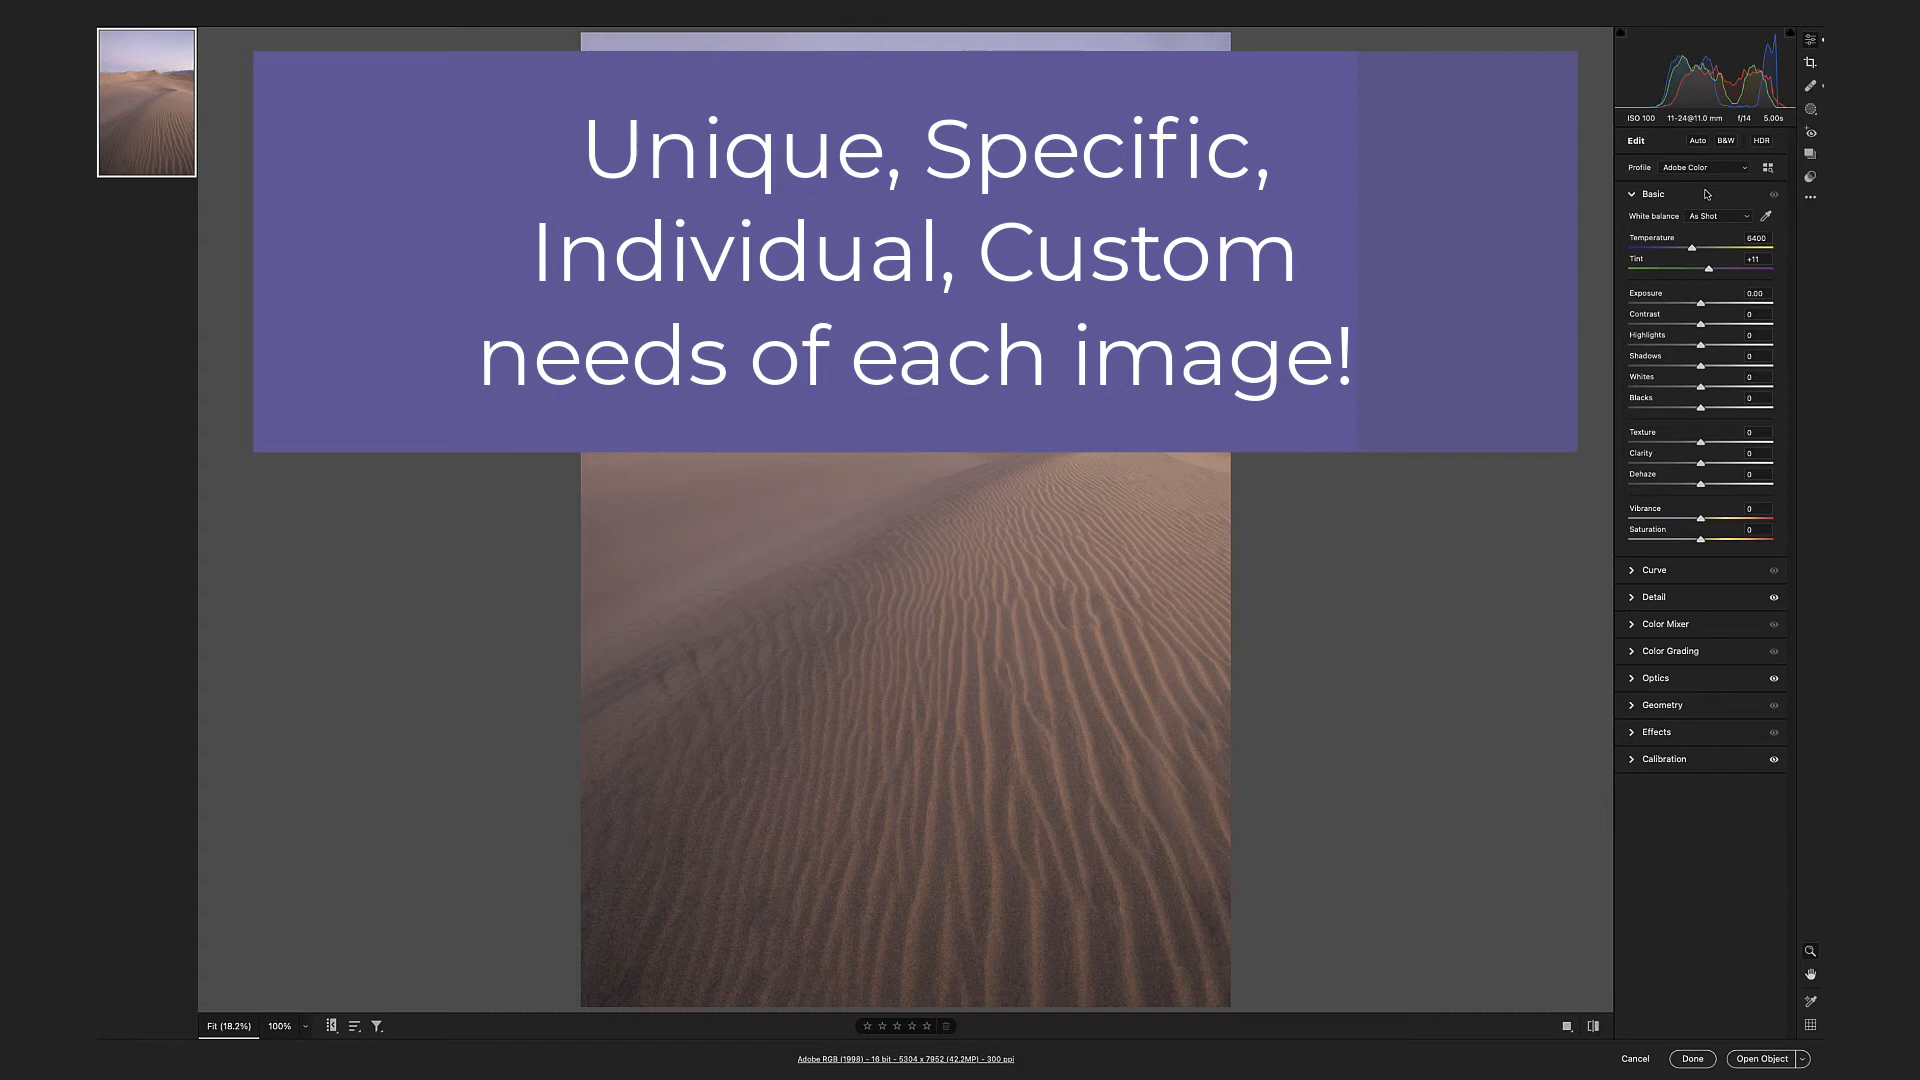 Unique, Specific,
Individual, Custom
needs of each image!
ISO 100 11-24@11.0 mm f/14 5.00s
Edit Auto B&W HDR
Profile Adobe Color
Basic
White balance As Shot
Temperature 6400
Tint +11
Exposure 0.00
Contrast 0
Highlights 0
Shadows 0
Whites 0
Blacks 0
Texture 0
Clarity 0
Dehaze 0
Vibrance 0
Saturation 0
Curve
Detail
Color Mixer
Color Grading
Optics
Geometry
Effects
Calibration
Fit (18.2%) 100%
Adobe RGB (1998) - 16 bit - 5304 x 7952 (42.2MP) - 300 ppi
Cancel Done Open Object